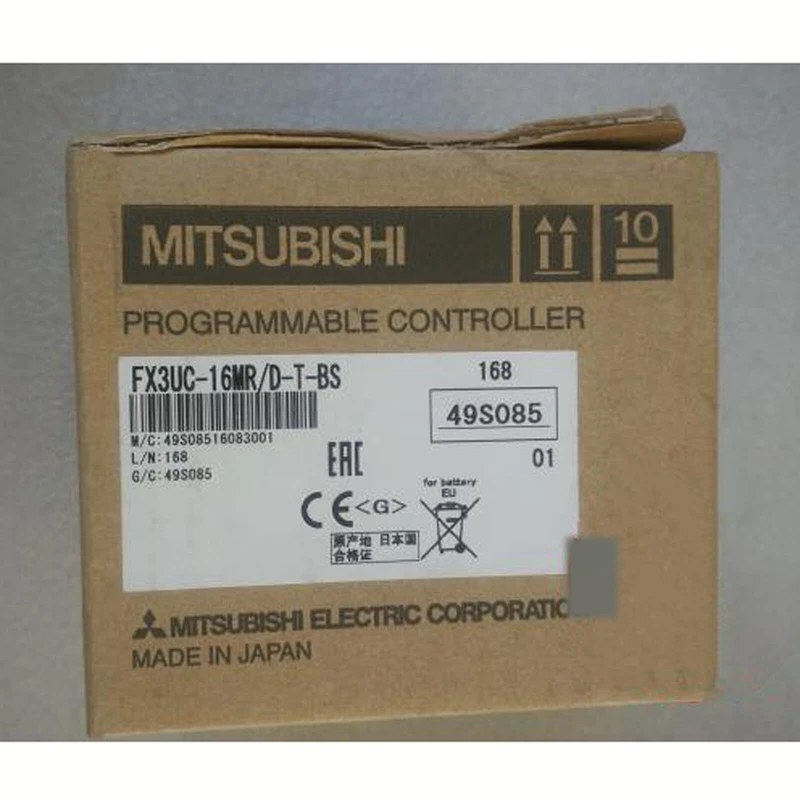 MITSUBISHI
10
PROGRAMMABLE CONTROLLER
FX3UC-16MR/D-T-BS
168
49S085
M/C:49S08516083001
L/N:168
G/C:49S085
01
EAC
for battery
EU
CE<G>
原产地 日本国
合格证
MITSUBISHI ELECTRIC CORPORATIO
MADE IN JAPAN